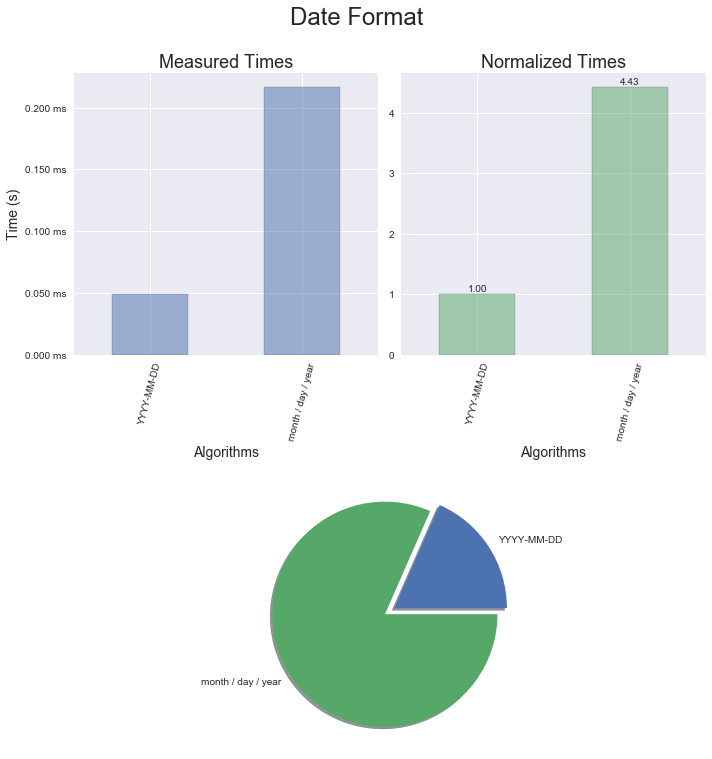 Date Format
Measured Times
Normalized Times
Time (s)
0.200 ms
0.150 ms
0.100 ms
0.050 ms
0.000 ms
YYYY-MM-DD
month / day / year
Algorithms
4
3
2
1
0
1.00
4.43
YYYY-MM-DD
month / day / year
Algorithms
YYYY-MM-DD
month / day / year